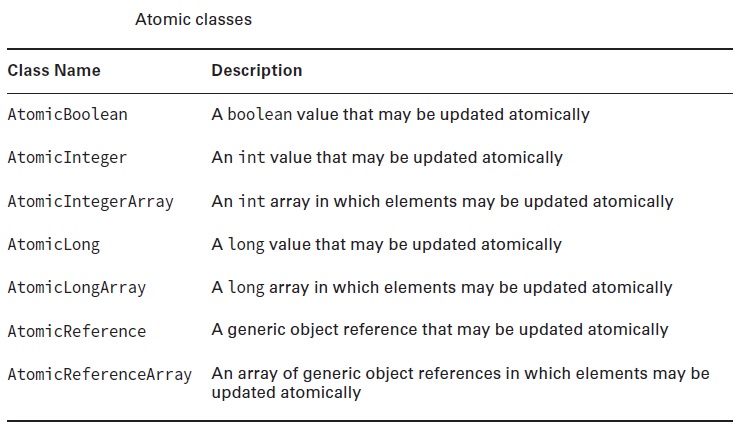 Atomic classes
Class Name Description
AtomicBoolean A boolean value that may be updated atomically
AtomicInteger An int value that may be updated atomically
AtomicIntegerArray An int array in which elements may be updated atomically
AtomicLong A long value that may be updated atomically
AtomicLongArray A long array in which elements may be updated atomically
AtomicReference A generic object reference that may be updated atomically
AtomicReferenceArray An array of generic object references in which elements may be
updated atomically